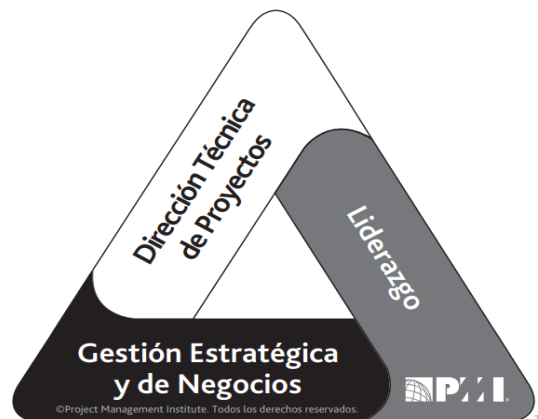 Dirección Técnica
de Proyectos
Liderazgo
Gestión Estratégica
y de Negocios
PMI.
©Project Management Institute. Todos los derechos reservados.